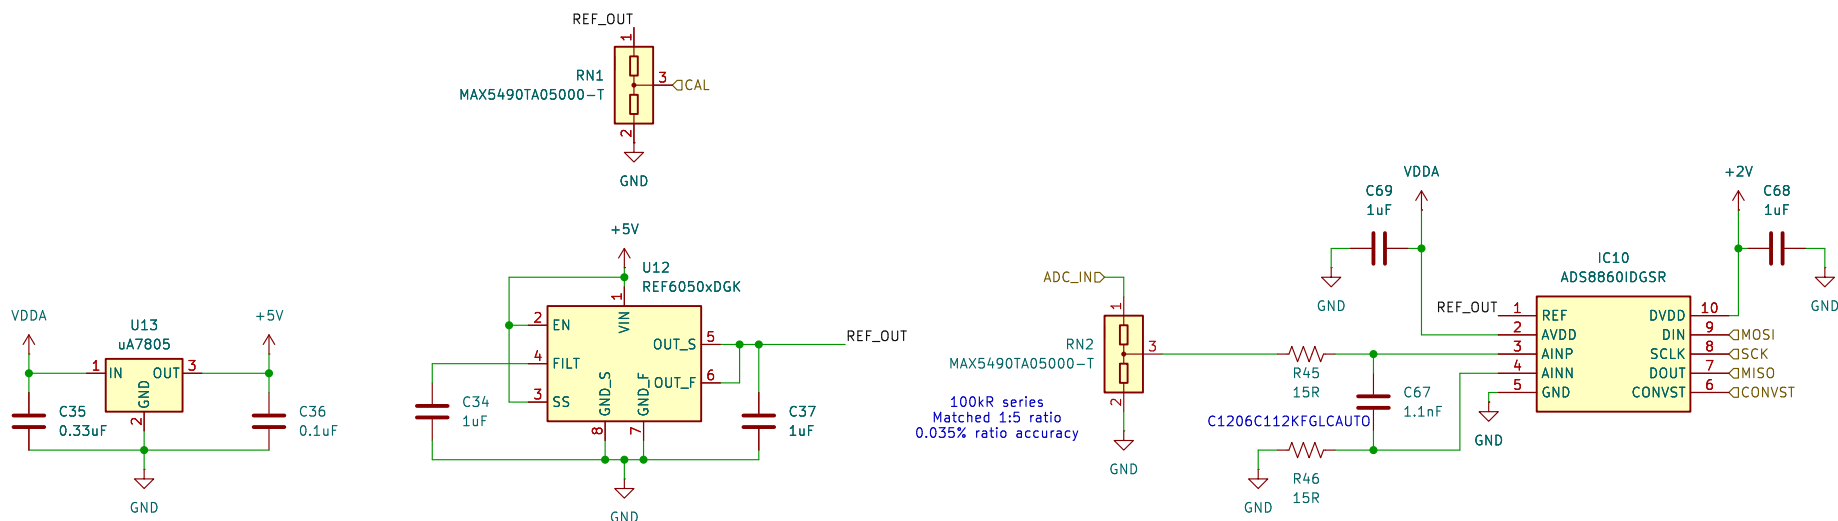 REF_OUT
1
RN1
MAX5490TA05000-T
3
CAL
2
GND
VDDA
U13
uA7805
+5V
1
IN
OUT
3
GND
2
C35
0.33uF
C36
0.1uF
GND
+5V
U12
REF6050xDGK
1
VIN
2
EN
4
FILT
3
SS
OUT_S
5
OUT_F
6
GND_S
GND_F
8
7
REF_OUT
C34
1uF
C37
1uF
GND
ADC_IN
1
RN2
MAX5490TA05000-T
3
2
100kR series
Matched 1:5 ratio
0.035% ratio accuracy
GND
R45
15R
C67
1.1nF
C1206C112KFGLCAUTO
R46
15R
GND
VDDA
C69
1uF
GND
+2V
C68
1uF
GND
IC10
ADS8860IDGSR
REF_OUT
1
REF
DVDD
10
2
AVDD
DIN
9
MOSI
3
AINP
SCLK
8
SCK
4
AINN
DOUT
7
MISO
5
GND
CONVST
6
CONVST
GND